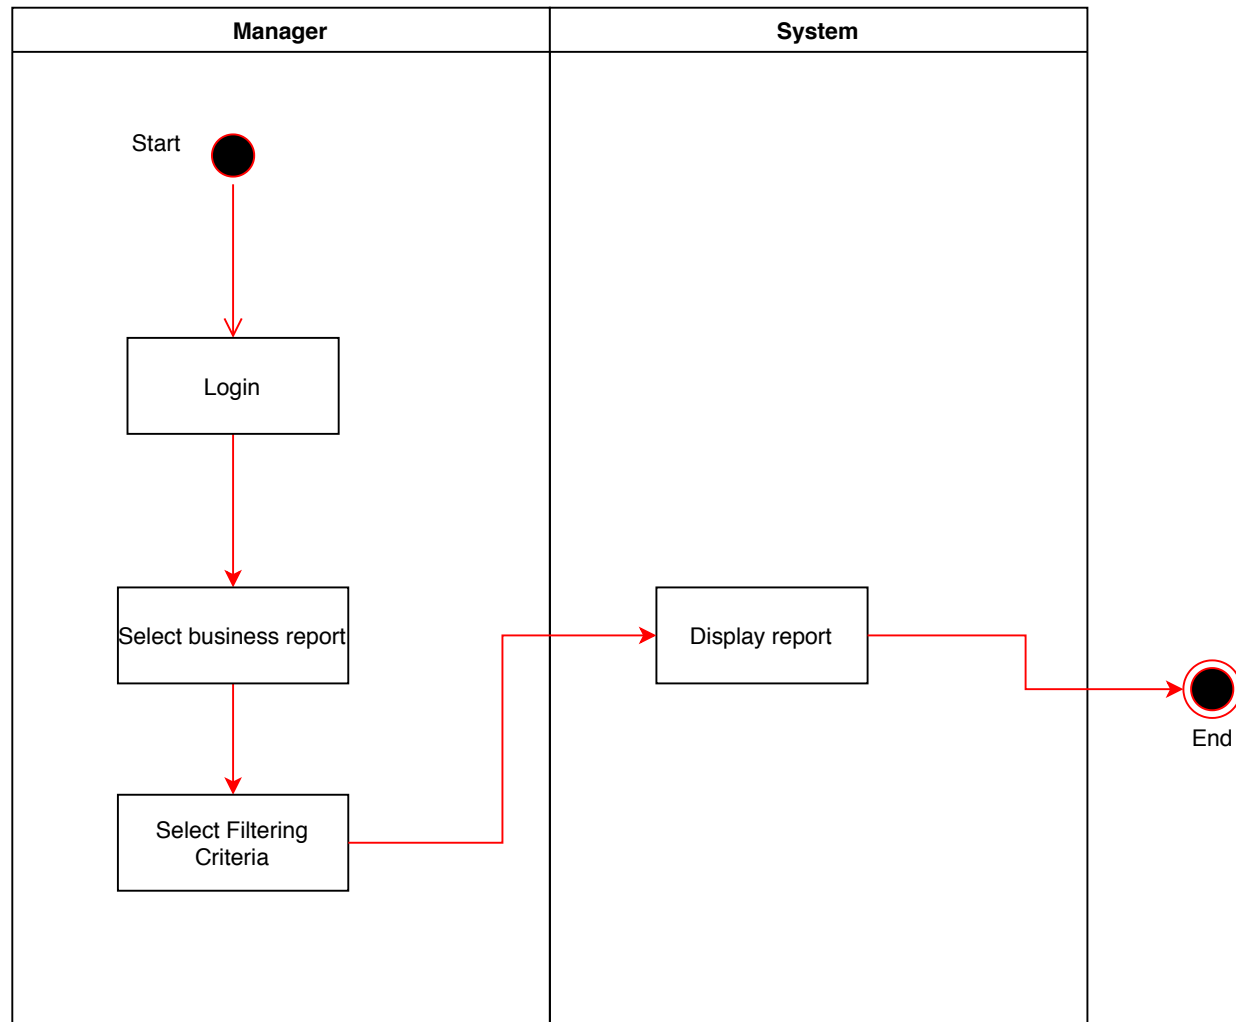 Manager
System
Start
Login
Select business report
Display report
End
Select Filtering
Criteria